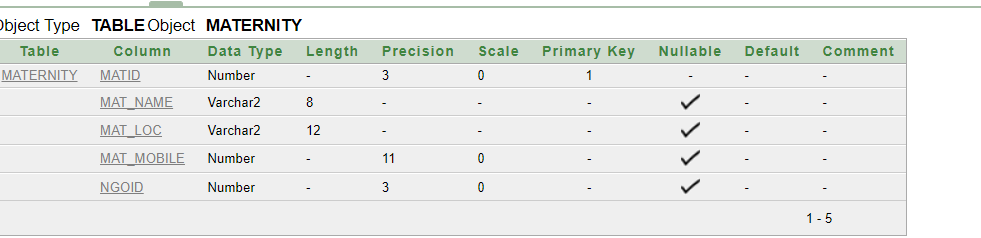 Object Type TABLE Object MATERNITY
Table Column Data Type Length Precision Scale Primary Key Nullable Default Comment
MATERNITY MATID Number - 3 0 1 - - -
MAT_NAME Varchar2 8 - - - ✓ - -
MAT_LOC Varchar2 12 - - - ✓ - -
MAT_MOBILE Number - 11 0 - ✓ - -
NGOID Number - 3 0 - ✓ - -
1 - 5